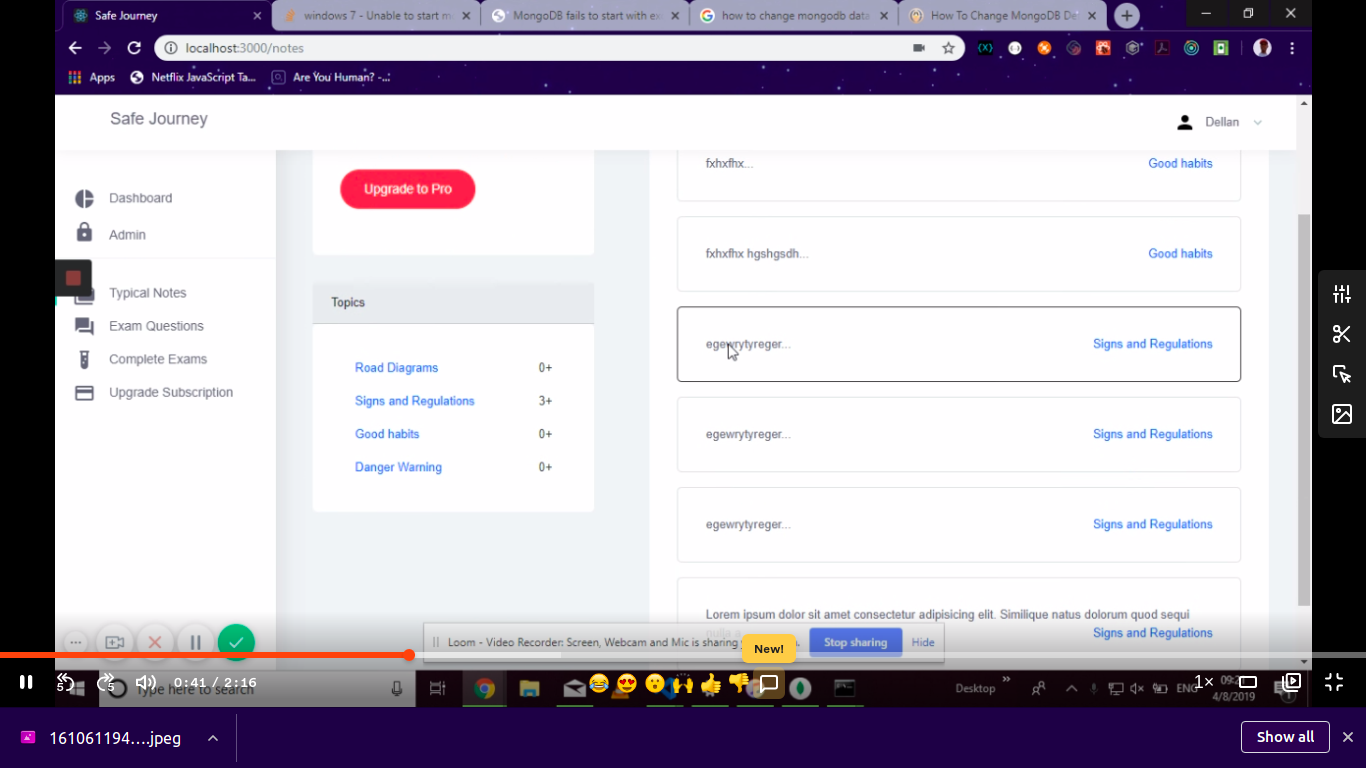 Safe Journey
windows 7 - Unable to start m
MongoDB fails to start with ex
how to change mongodb data
How To Change MongoDB De
localhost:3000/notes
Apps
Netflix JavaScript Ta...
Are You Human? -...
Safe Journey
Dellan
Dashboard
Admin
Typical Notes
Exam Questions
Complete Exams
Upgrade Subscription
Upgrade to Pro
Topics
Road Diagrams 0+
Signs and Regulations 3+
Good habits 0+
Danger Warning 0+
fxhxfhx... Good habits
fxhxfhx hgshgsdh... Good habits
egewrytyreger... Signs and Regulations
egewrytyreger... Signs and Regulations
egewrytyreger... Signs and Regulations
Lorem ipsum dolor sit amet consectetur adipisicing elit. Similique natus dolorum quod sequi
Signs and Regulations
Loom - Video Recorder: Screen, Webcam and Mic is sharing
New!
Stop sharing
Hide
5
5
0:41 / 2:16
Type here to search
Desktop
ENG
1×
4/8/2019
161061194....jpeg
Show all